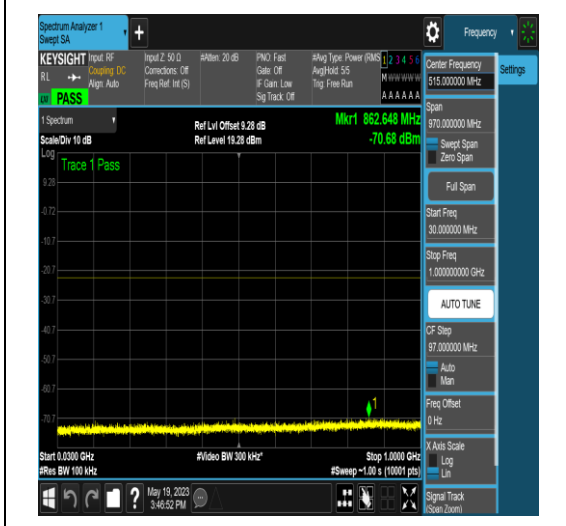 Spectrum Analyzer 1
Swept SA
+
Frequency
KEYSIGHT
RL
PASS
Input: RF
Coupling: DC
Align: Auto
Input Z: 50 Ω
Corrections: Off
Freq Ref: Int (S)
#Atten: 20 dB
PNO: Fast
Gate: Off
IF Gain: Low
Sig Track: Off
#Avg Type: Power (RMS
Avg|Hold: 5/5
Trig: Free Run
1 2 3 4 5 6
M W W W W W
A A A A A A
Settings
Center Frequency
515.000000 MHz
Span
970.000000 MHz
Swept Span
Zero Span
Full Span
Start Freq
30.000000 MHz
Stop Freq
1.000000000 GHz
AUTO TUNE
CF Step
97.000000 MHz
Auto
Man
Freq Offset
0 Hz
X Axis Scale
Log
Lin
Signal Track
(Span Zoom)
1 Spectrum
Scale/Div 10 dB
Ref Lvl Offset 9.28 dB
Ref Level 19.28 dBm
Mkr1 862.648 MHz
-70.68 dBm
Log
Trace 1 Pass
9.28
-0.72
-10.7
-20.7
-30.7
-40.7
-50.7
-60.7
-70.7
1
Start 0.0300 GHz
#Res BW 100 kHz
#Video BW 300 kHz*
Stop 1.0000 GHz
#Sweep ~1.00 s (10001 pts)
?
May 19, 2023
3:46:52 PM